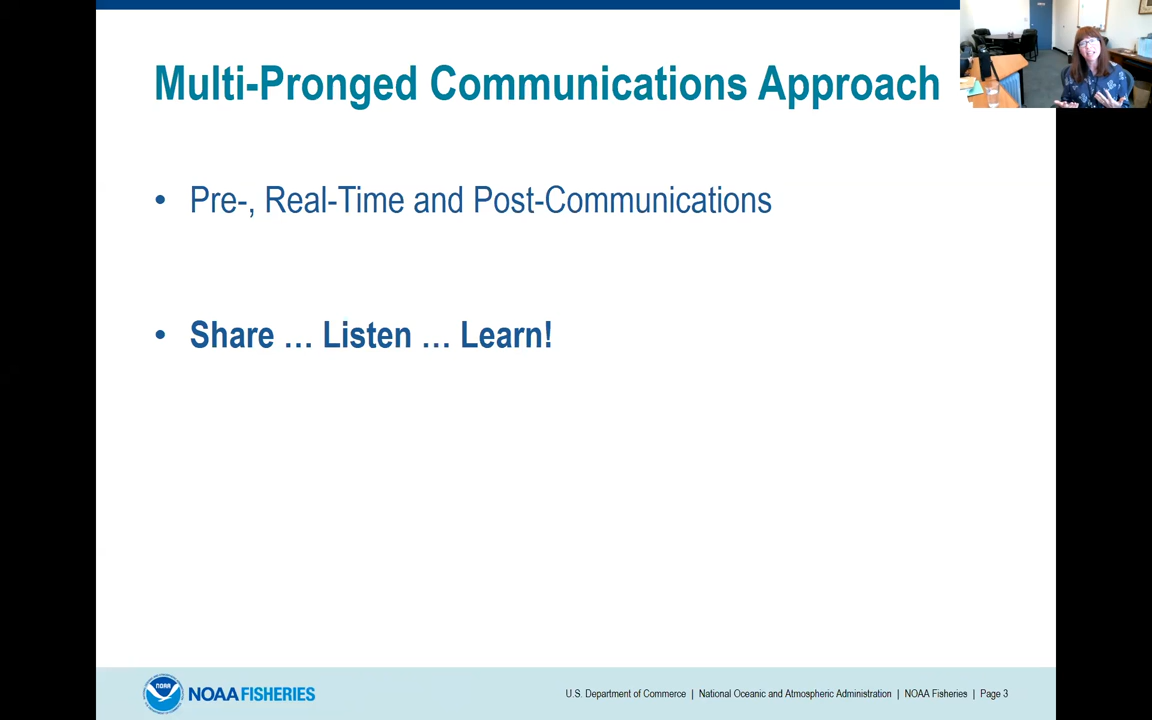 Multi-Pronged Communications Approach
• Pre-, Real-Time and Post-Communications
• Share … Listen … Learn!
NOAA
NOAA FISHERIES
U.S. Department of Commerce | National Oceanic and Atmospheric Administration | NOAA Fisheries | Page 3